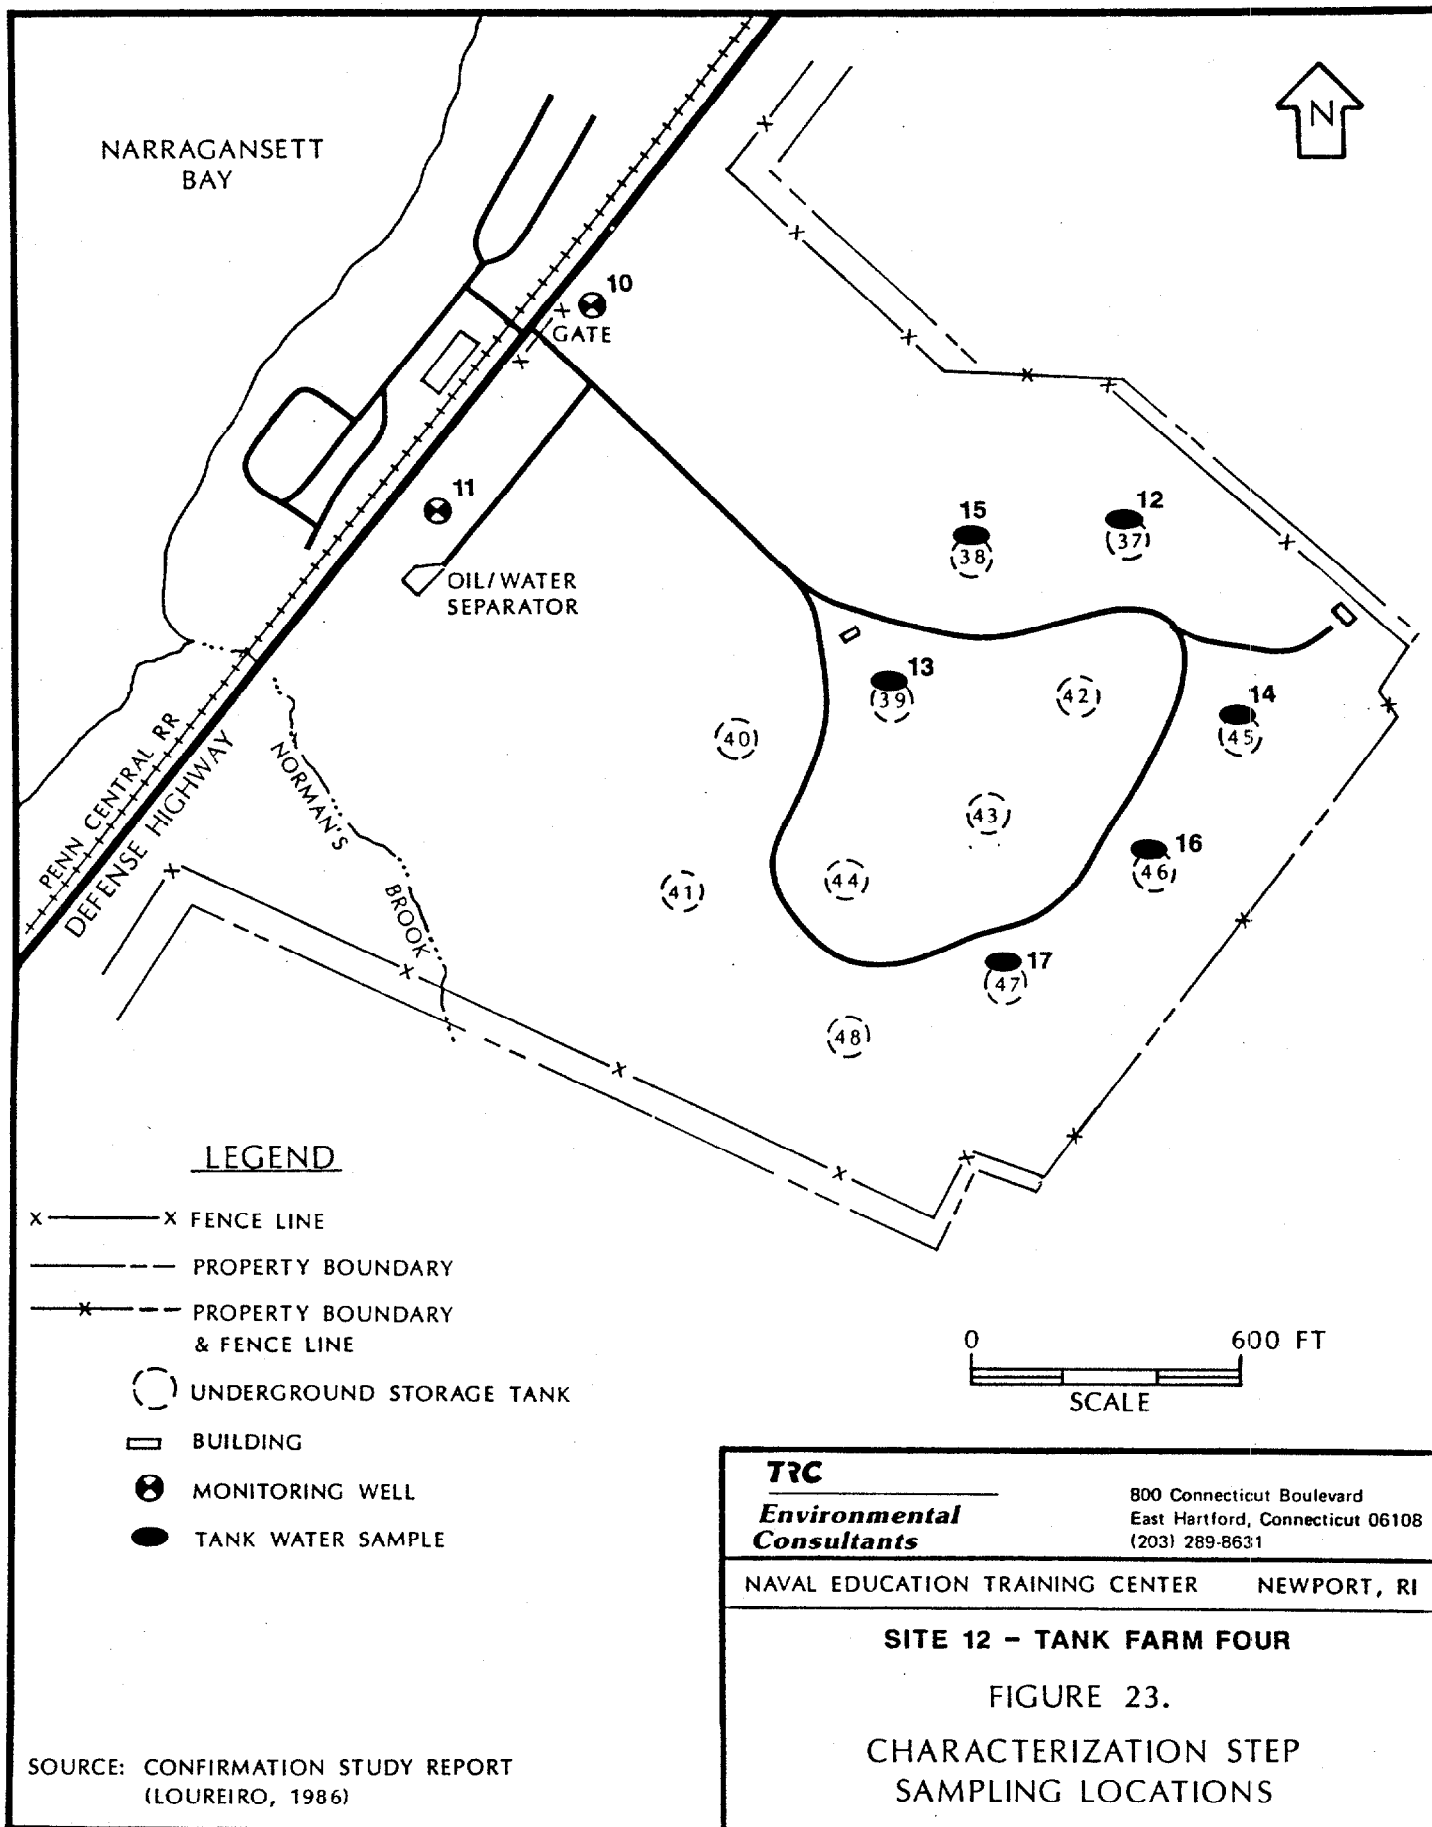 N
NARRAGANSETT
BAY
10
GATE
11
OIL/WATER
SEPARATOR
15
38
12
37
13
39
42
14
45
40
43
16
46
44
41
17
47
48
PENN CENTRAL RR
DEFENSE HIGHWAY
NORMAN'S
BROOK
LEGEND
X X FENCE LINE
PROPERTY BOUNDARY
X PROPERTY BOUNDARY
& FENCE LINE
UNDERGROUND STORAGE TANK
BUILDING
MONITORING WELL
TANK WATER SAMPLE
0 600 FT
SCALE
TRC
Environmental
Consultants
800 Connecticut Boulevard
East Hartford, Connecticut 06108
(203) 289-8631
NAVAL EDUCATION TRAINING CENTER NEWPORT, RI
SITE 12 – TANK FARM FOUR
FIGURE 23.
CHARACTERIZATION STEP
SAMPLING LOCATIONS
SOURCE: CONFIRMATION STUDY REPORT
(LOUREIRO, 1986)